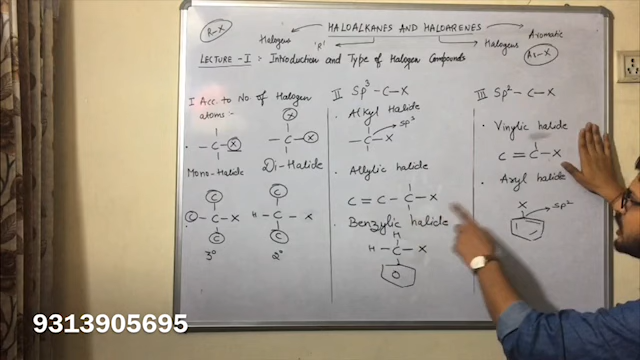 R-X
HALOALKANES AND HALOARENES
Halogens
'R'
Halogens
Aromatic
Ar-X
LECTURE -I : Introduction and Type of Halogen Compounds
I Acc. to No of Halogen
atoms :-
-C-X
Mono-Halide
X
-C-X
Di-Halide
C
C-C-X
C
3°
C
H-C-X
C
2°
II Sp³-C-X
. Alkyl Halide
-C-X
SP³
. Allylic halide
C=C-C-X
. Benzylic halide
H
H-C-X
III Sp²-C-X
. Vinylic halide
C=C-X
. Aryl halide
X
SP²
9313905695